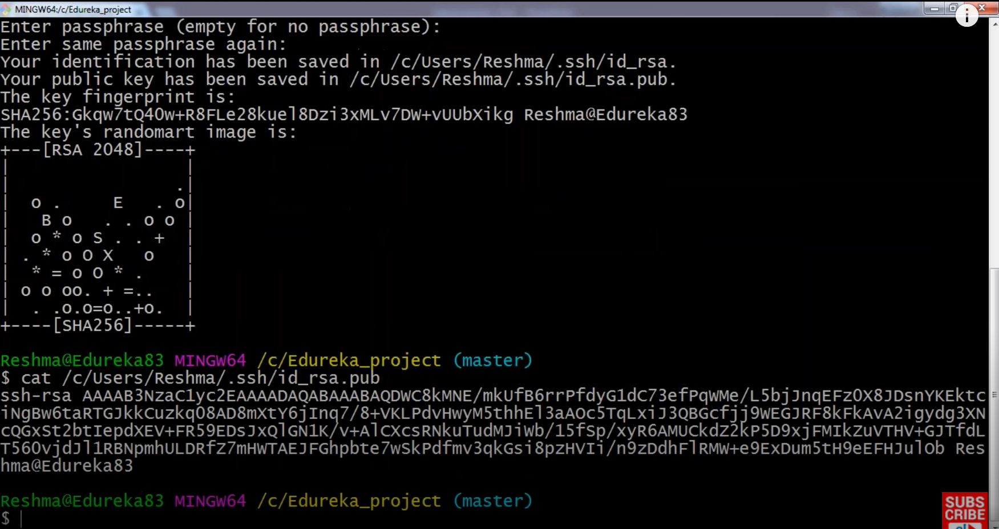 MINGW64:/c/Edureka_project
Enter passphrase (empty for no passphrase):
Enter same passphrase again:
Your identification has been saved in /c/Users/Reshma/.ssh/id_rsa.
Your public key has been saved in /c/Users/Reshma/.ssh/id_rsa.pub.
The key fingerprint is:
SHA256:Gkqw7tQ4Ow+R8FLe28kuel8Dzi3xMLv7DW+vUUbXikg Reshma@Edureka83
The key's randomart image is:
+---[RSA 2048]----+
|                 |
|                .|
|  o .     E   . o|
|   B o   . . o o |
|  o * o S . . +  |
| . * o O X   o   |
|  * = o O * .    |
| o o oo. + =..   |
|  . .o.o=o..+o.  |
+----[SHA256]-----+
Reshma@Edureka83 MINGW64 /c/Edureka_project (master)
$ cat /c/Users/Reshma/.ssh/id_rsa.pub
ssh-rsa AAAAB3NzaC1yc2EAAAADAQABAAABAQDWC8kMNE/mkUfB6rrPfdyG1dC73efPqWMe/L5bjJnqEFzOX8JDsnYKEktc
iNgBw6taRTGJkkCuzkqO8AD8mXtY6jInq7/8+VKLPdvHwyM5thhEl3aAOc5TqLxiJ3QBGcfjj9WEGJRF8kFkAvA2igydg3XN
cQGxSt2btIepdXEV+FR59EDsJxQlGN1K/v+AlCXcsRNkuTudMJiWb/15fSp/xyR6AMUCkdZ2kP5D9xjFMIkZuVTHV+GJTfdL
T56OvjdJl1RBNpmhULDRfZ7mHWTAEJFGhpbte7wSkPdfmv3qkGsi8pzHVIi/n9zDdhFlRMW+e9ExDum5tH9eEFHJulOb Res
hma@Edureka83
Reshma@Edureka83 MINGW64 /c/Edureka_project (master)
$
SUBS
CRIBE